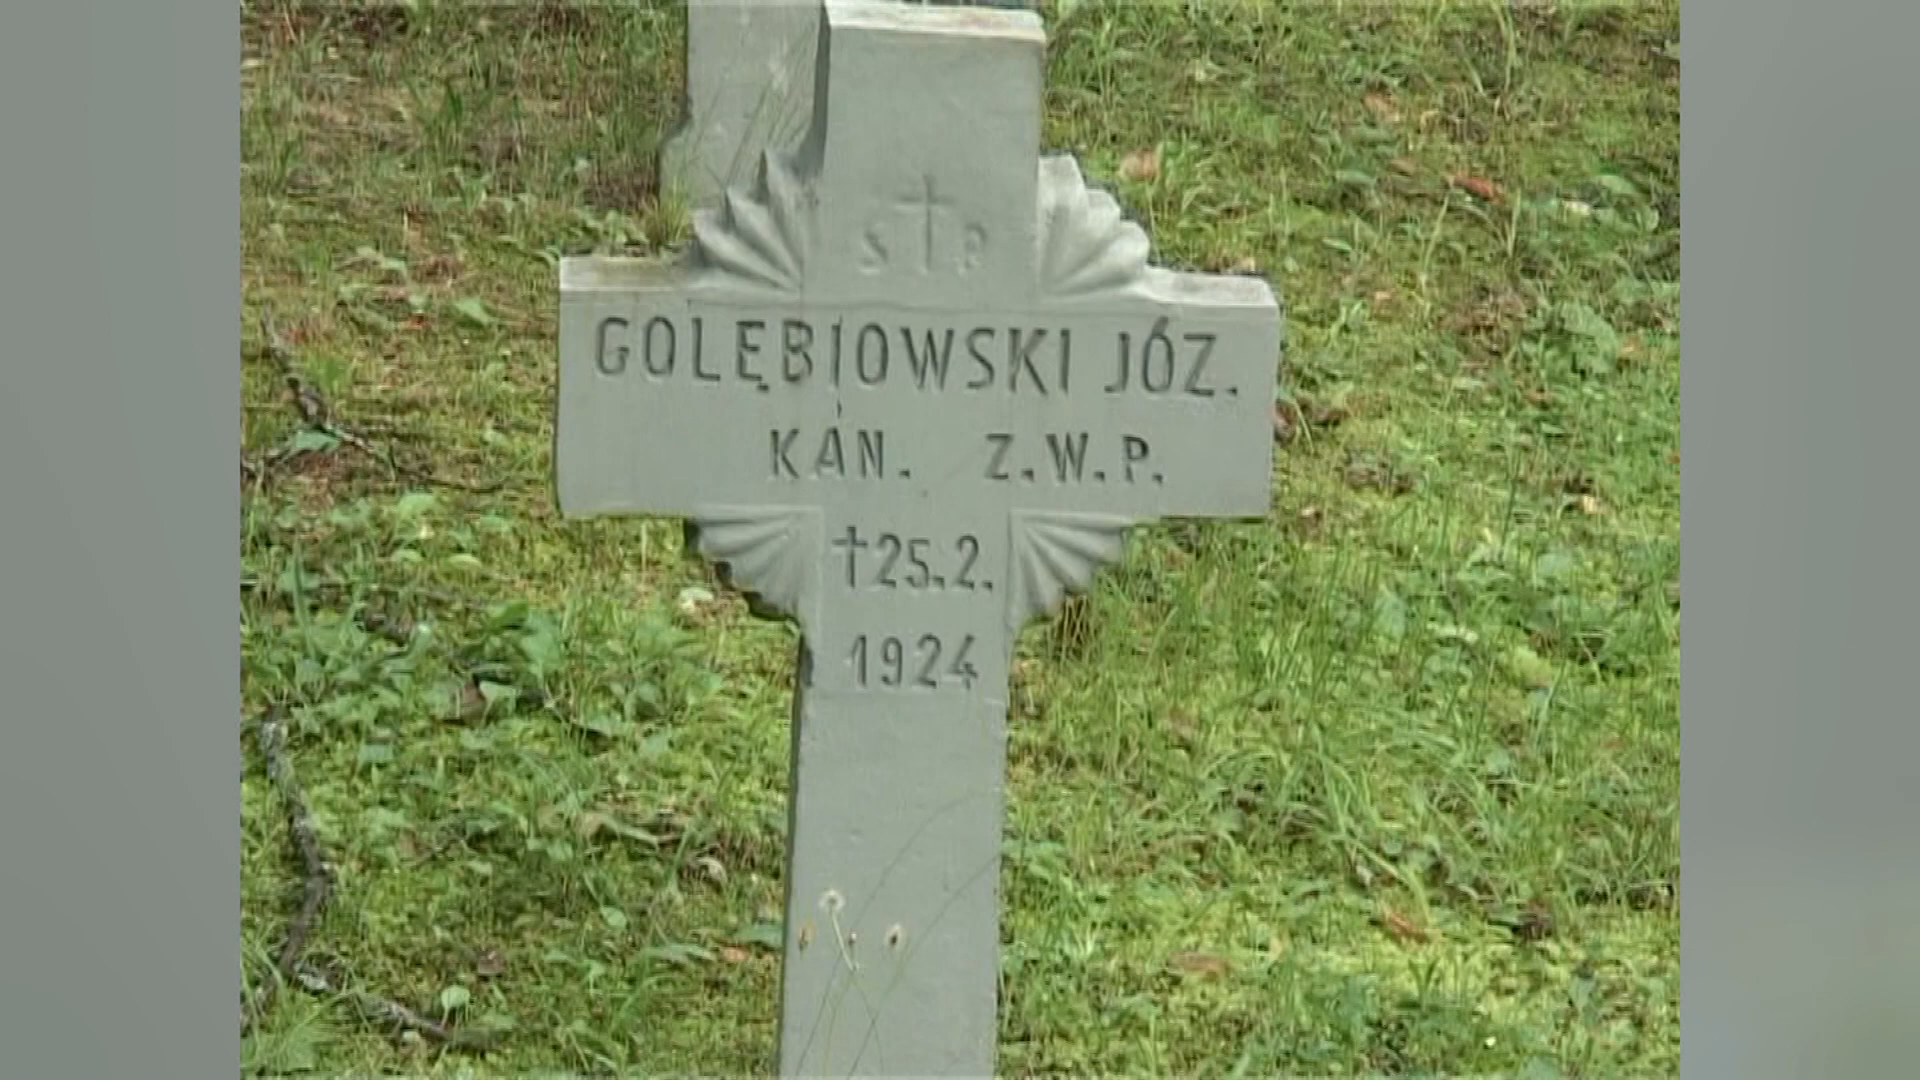 S † P
GOLĘBIOWSKI JÓZ.
KAN. Z.W.P.
†25.2.
1924